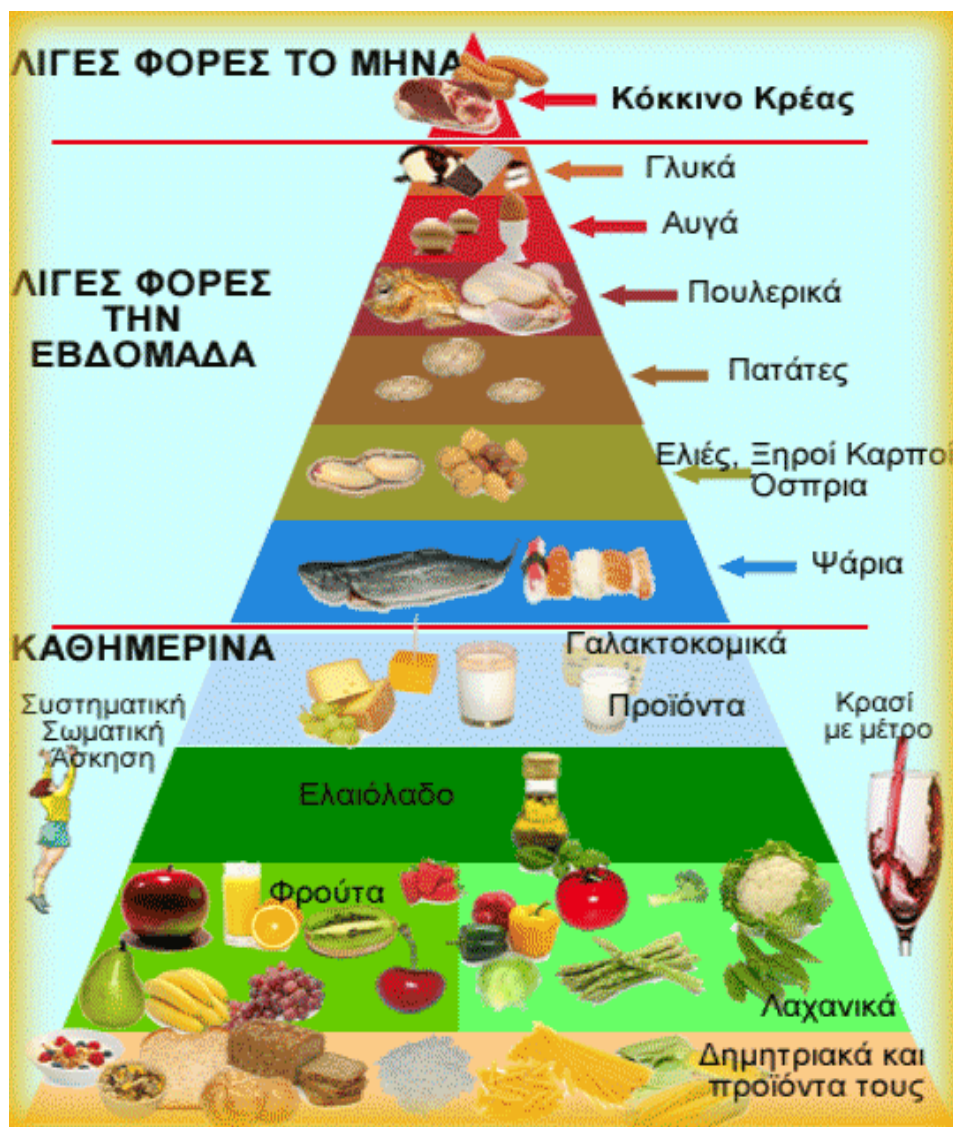 ΛΙΓΕΣ ΦΟΡΕΣ ΤΟ ΜΗΝΑ
Κόκκινο Κρέας
Γλυκά
Αυγά
ΛΙΓΕΣ ΦΟΡΕΣ
ΤΗΝ
ΕΒΔΟΜΑΔΑ
Πουλερικά
Πατάτες
Ελιές, Ξηροί Καρποί
Όσπρια
Ψάρια
ΚΑΘΗΜΕΡΙΝΑ
Γαλακτοκομικά
Προϊόντα
Συστηματική
Σωματική
Άσκηση
Κρασί
με μέτρο
Ελαιόλαδο
Φρούτα
Λαχανικά
Δημητριακά και
προϊόντα τους